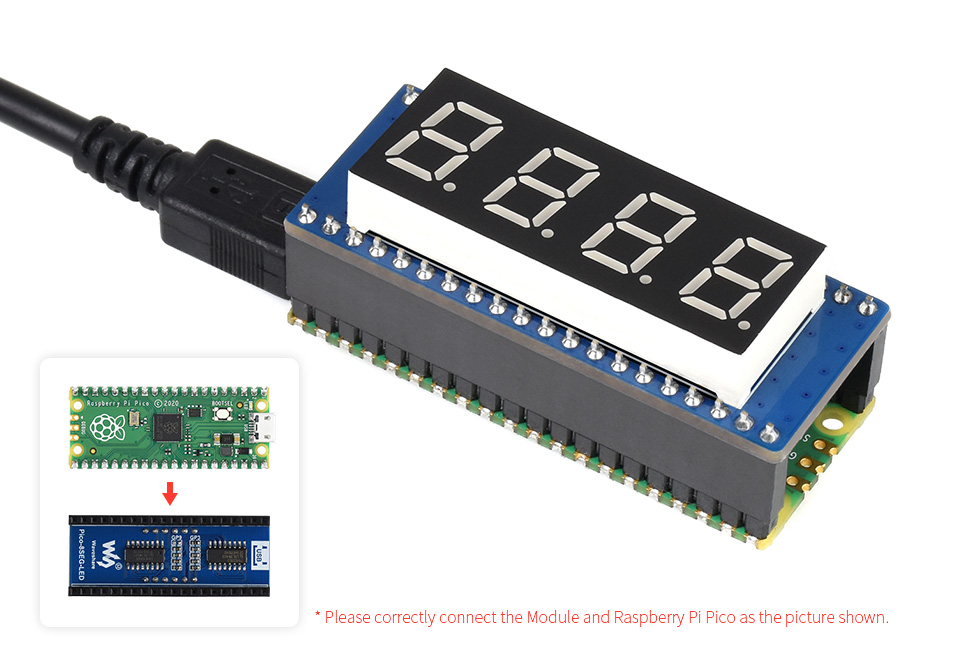 Raspberry Pi Pico © 2020
BOOTSEL
Pico-8SEG-LED
Waveshare
®
USB
* Please correctly connect the Module and Raspberry Pi Pico as the picture shown.